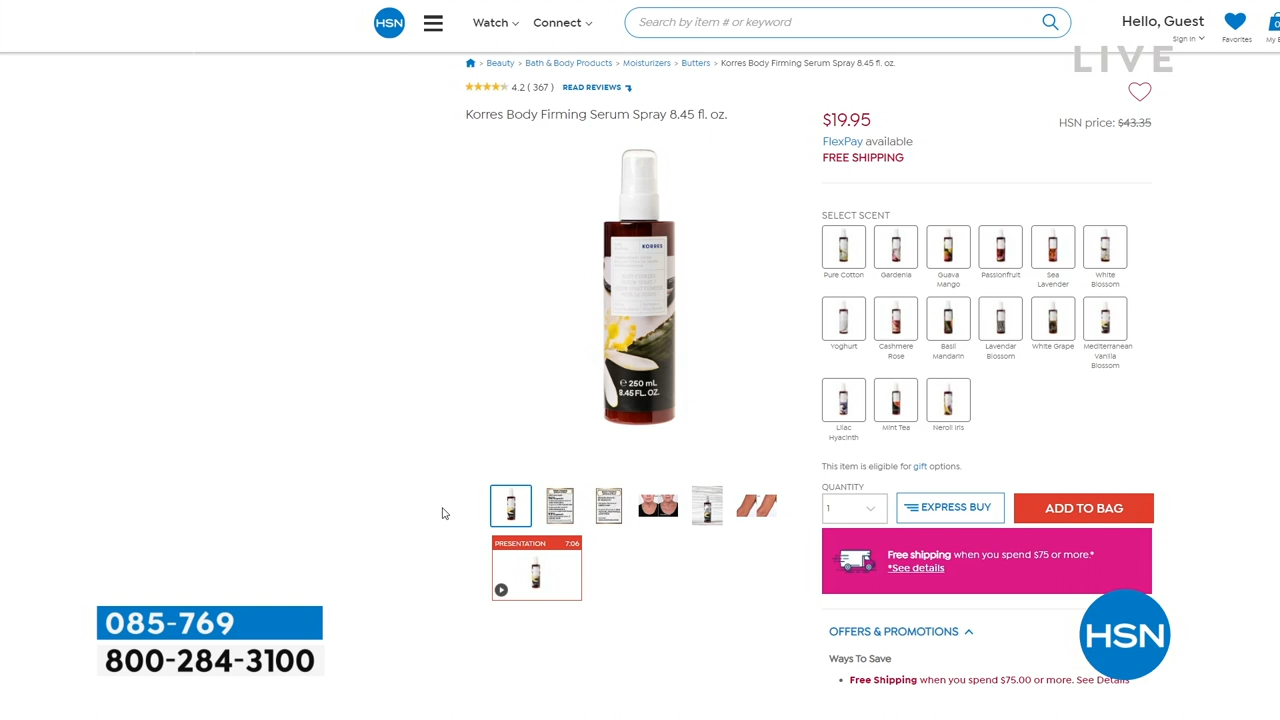 HSN
Watch
Connect
Search by item # or keyword
Hello, Guest
Sign In
Favorites
0
LIVE
> Beauty > Bath & Body Products > Moisturizers > Butters > Korres Body Firming Serum Spray 8.45 fl. oz.
4.2 ( 367 ) READ REVIEWS
Korres Body Firming Serum Spray 8.45 fl. oz.
$19.95
HSN price: $43.35
FlexPay available
FREE SHIPPING
KORRES
℮ 250 mL
8.45FL. OZ.
SELECT SCENT
Pure Cotton
Gardenia
Guava
Mango
Passionfruit
Sea
Lavender
White
Blossom
Yoghurt
Cashmere
Rose
Basil
Mandarin
Lavendar
Blossom
White Grape
Mediterranean
Vanilla
Blossom
Lilac
Hyacinth
Mint Tea
Neroli Iris
This item is eligible for gift options.
QUANTITY
1
EXPRESS BUY
ADD TO BAG
PRESENTATION 7:06
Free shipping when you spend $75 or more.*
*See details
OFFERS & PROMOTIONS
Ways To Save
• Free Shipping when you spend $75.00 or more. See Details
HSN
085-769
800-284-3100